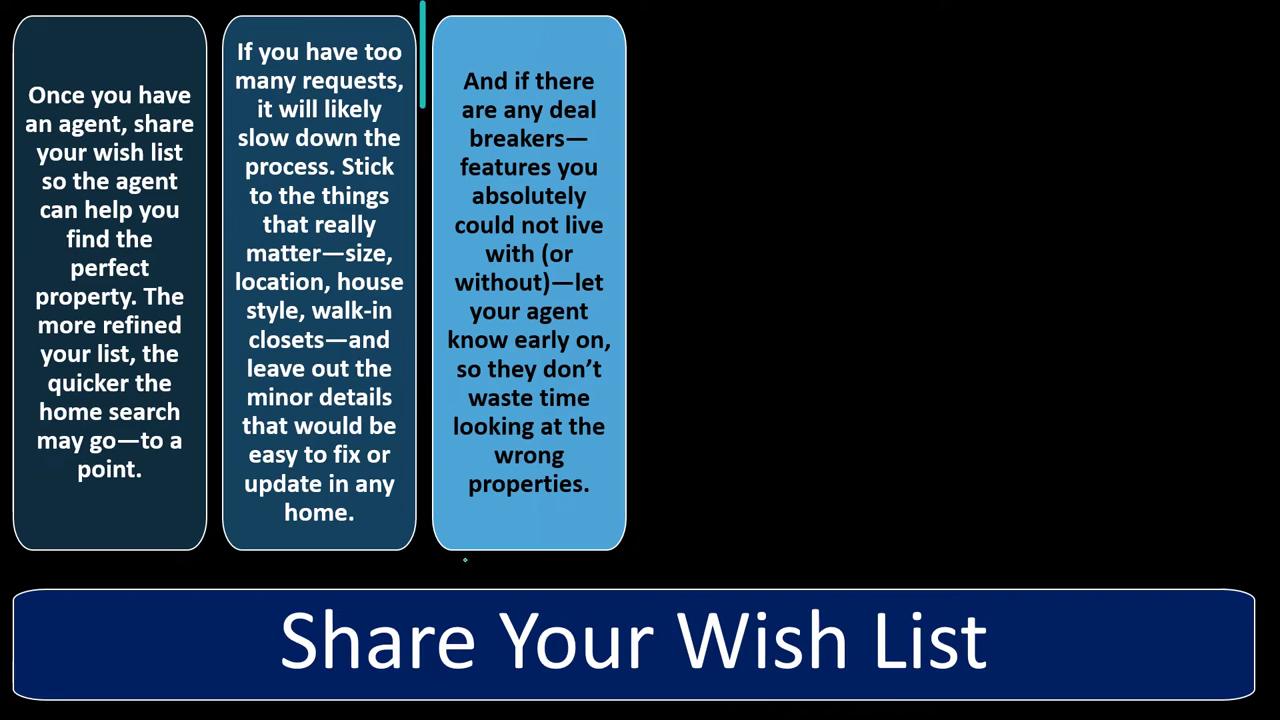 Once you have
an agent, share
your wish list
so the agent
can help you
find the
perfect
property. The
more refined
your list, the
quicker the
home search
may go—to a
point.
If you have too
many requests,
it will likely
slow down the
process. Stick
to the things
that really
matter—size,
location, house
style, walk-in
closets—and
leave out the
minor details
that would be
easy to fix or
update in any
home.
And if there
are any deal
breakers—
features you
absolutely
could not live
with (or
without)—let
your agent
know early on,
so they don’t
waste time
looking at the
wrong
properties.
Share Your Wish List